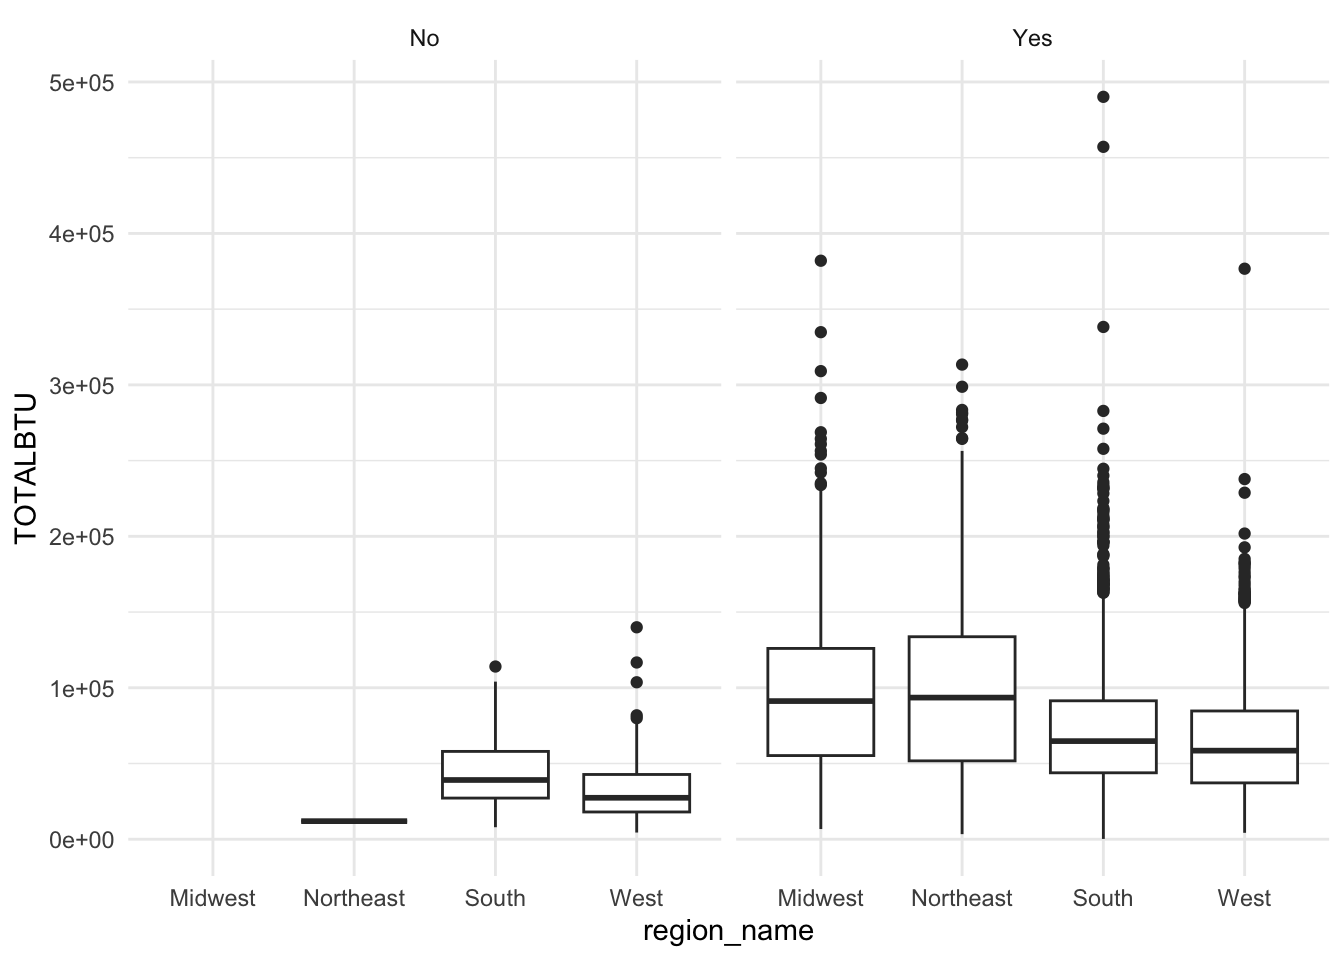 No Yes
5e+05
4e+05
3e+05
2e+05
1e+05
0e+00
TOTALBTU
Midwest Northeast South West Midwest Northeast South West
region_name